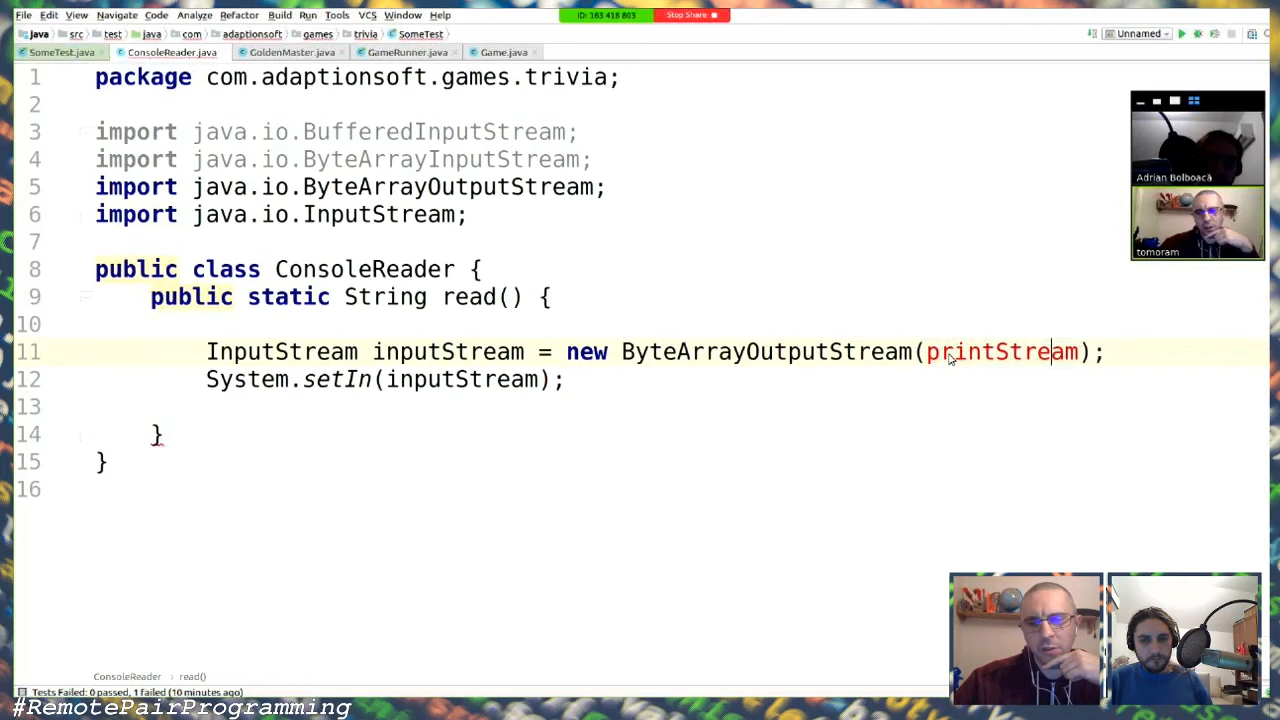 File Edit View Navigate Code Analyze Refactor Build Run Tools VCS Window Help
ID: 163 418 803 Stop Share
java src test java com adaptionsoft games trivia SomeTest
Unnamed
SomeTest.java ConsoleReader.java GoldenMaster.java GameRunner.java Game.java
1 package com.adaptionsoft.games.trivia;
2
3 import java.io.BufferedInputStream;
4 import java.io.ByteArrayInputStream;
5 import java.io.ByteArrayOutputStream;
6 import java.io.InputStream;
7
8 public class ConsoleReader {
9 public static String read() {
10
11 InputStream inputStream = new ByteArrayOutputStream(printStream);
12 System.setIn(inputStream);
13
14 }
15 }
16
Adrian Bolboacă
tomoram
ConsoleReader read()
Tests Failed: 0 passed, 1 failed (10 minutes ago)
#RemotePairProgramming